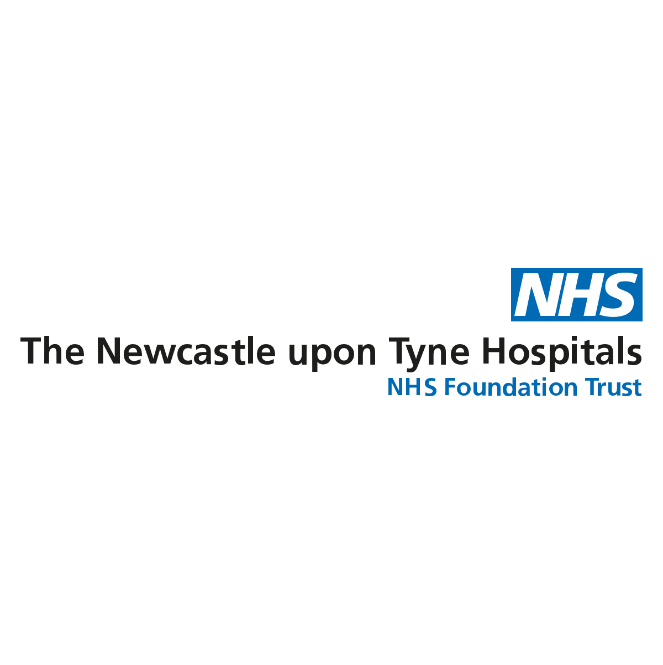 NHS
The Newcastle upon Tyne Hospitals
NHS Foundation Trust